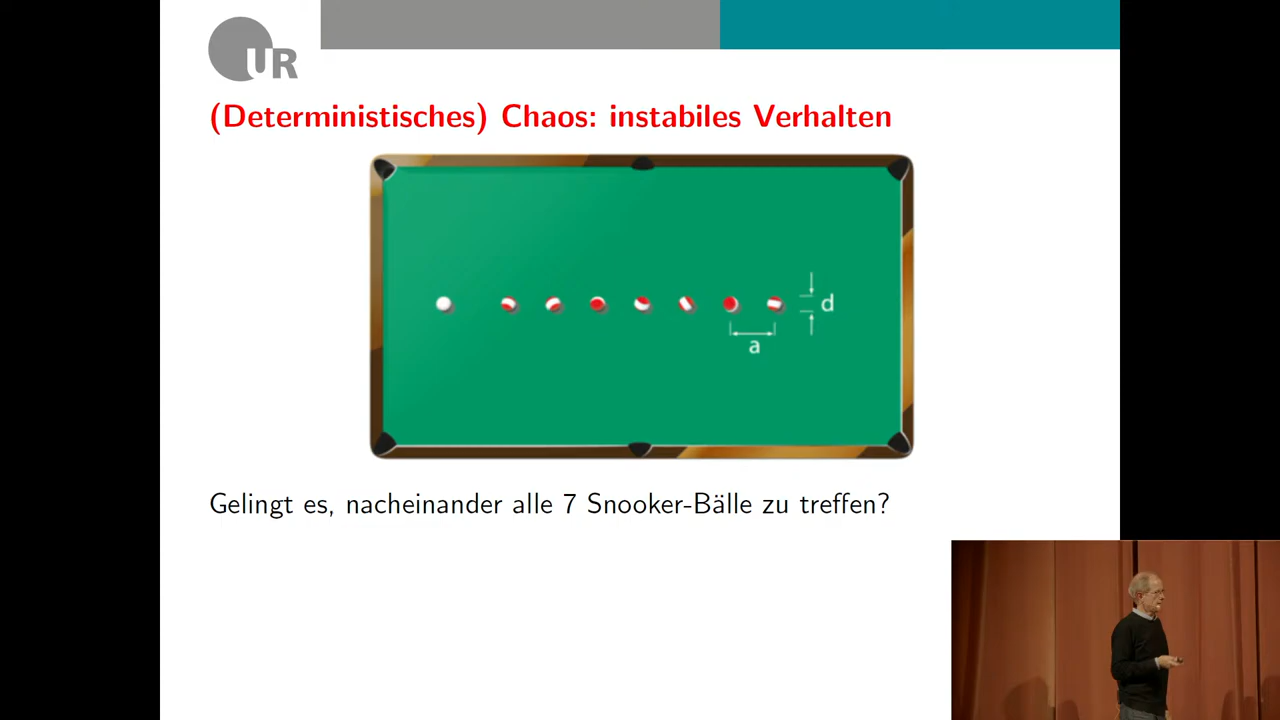 UR
(Deterministisches) Chaos: instabiles Verhalten
d
a
Gelingt es, nacheinander alle 7 Snooker-Bälle zu treffen?